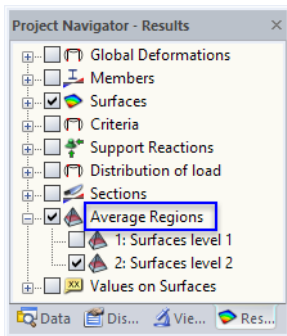 Project Navigator - Results
Global Deformations
Members
Surfaces
Criteria
Support Reactions
Distribution of load
Sections
Average Regions
1: Surfaces level 1
2: Surfaces level 2
xx Values on Surfaces
Data Dis... Vie... Res...